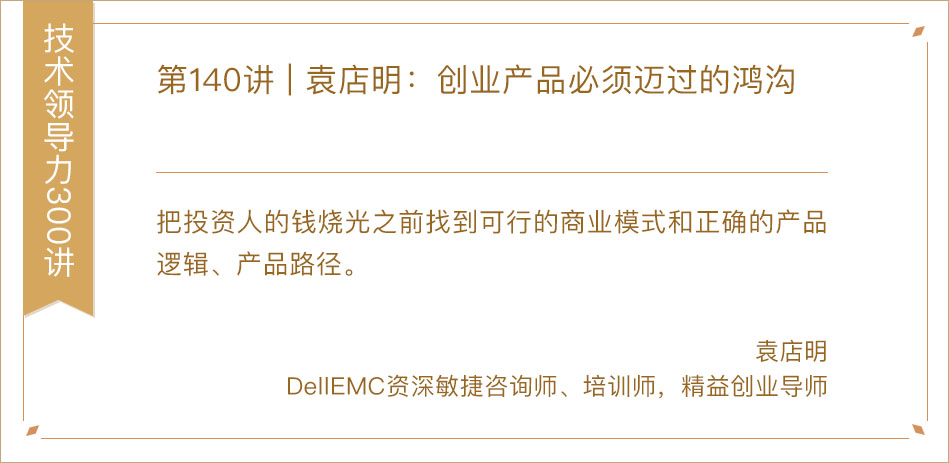 技术领导力300讲
第140讲 | 袁店明：创业产品必须迈过的鸿沟
把投资人的钱烧光之前找到可行的商业模式和正确的产品
逻辑、产品路径。
袁店明
DellEMC资深敏捷咨询师、培训师，精益创业导师